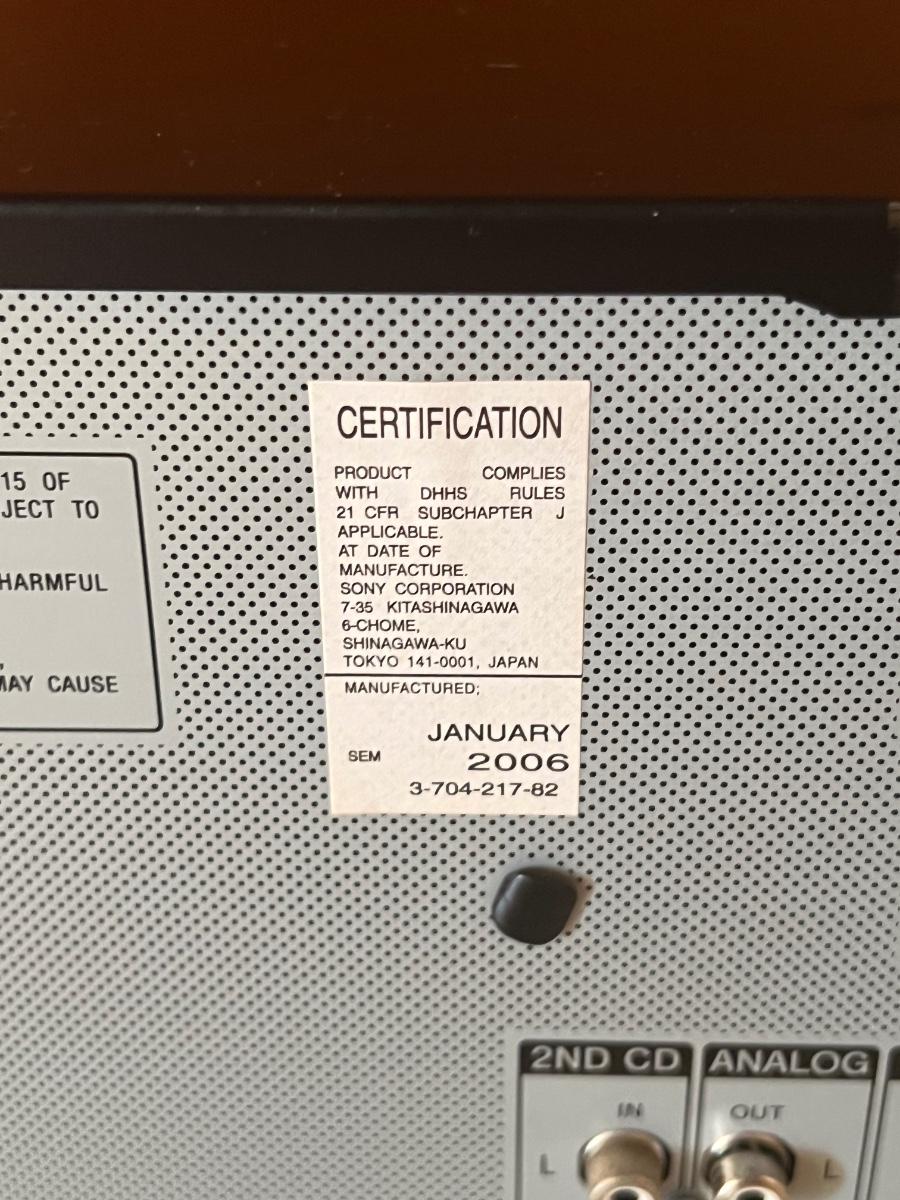 15 OF
JECT TO
HARMFUL
MAY CAUSE
CERTIFICATION
PRODUCT COMPLIES
WITH DHHS RULES
21 CFR SUBCHAPTER J
APPLICABLE.
AT DATE OF
MANUFACTURE.
SONY CORPORATION
7-35 KITASHINAGAWA
6-CHOME,
SHINAGAWA-KU
TOKYO 141-0001, JAPAN
MANUFACTURED;
JANUARY
SEM 2006
3-704-217-82
2ND CD ANALOG
IN OUT
L L